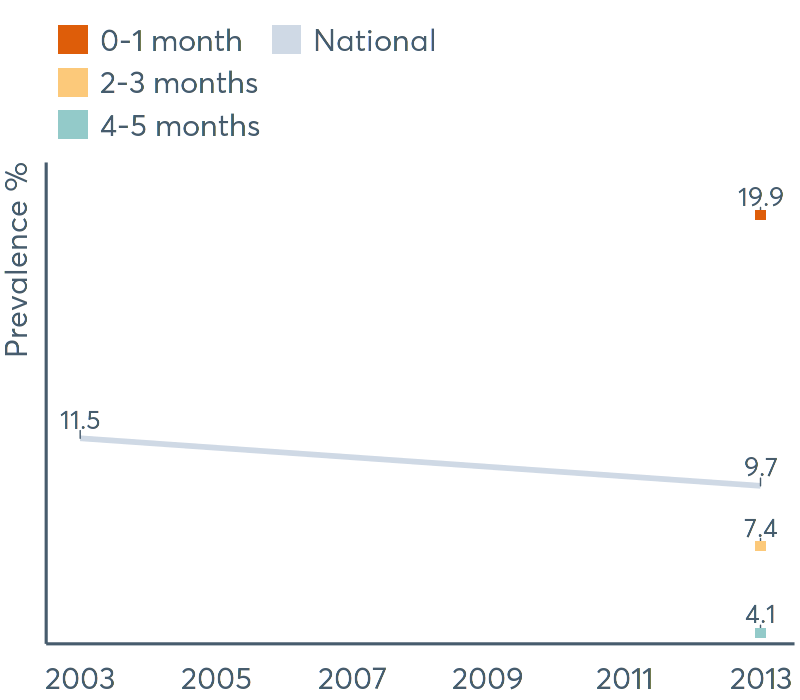 0-1 month
National
2-3 months
4-5 months
Prevalence %
19.9
11.5
9.7
7.4
4.1
2003 2005 2007 2009 2011 2013